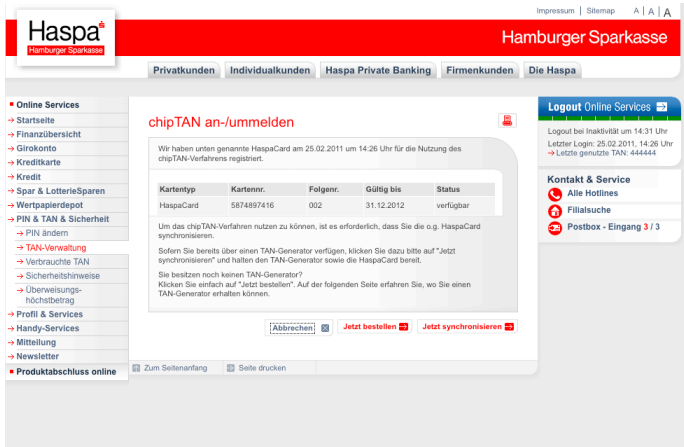 Impressum | Sitemap A | A | A
Haspa
Hamburger Sparkasse
Hamburger Sparkasse
Privatkunden Individualkunden Haspa Private Banking Firmenkunden Die Haspa
Online Services
Startseite
Finanzübersicht
Girokonto
Kreditkarte
Kredit
Spar & LotterieSparen
Wertpapierdepot
PIN & TAN & Sicherheit
PIN ändern
TAN-Verwaltung
Verbrauchte TAN
Sicherheitshinweise
Überweisungs-
höchstbetrag
Profil & Services
Handy-Services
Mitteilung
Newsletter
Produktabschluss online
chipTAN an-/ummelden
Wir haben unten genannte HaspaCard am 25.02.2011 um 14:26 Uhr für die Nutzung des
chipTAN-Verfahrens registriert.
Kartentyp Kartennr. Folgenr. Gültig bis Status
HaspaCard 5874897416 002 31.12.2012 verfügbar
Um das chipTAN-Verfahren nutzen zu können, ist es erforderlich, dass Sie die o.g. HaspaCard
synchronisieren.
Sofern Sie bereits über einen TAN-Generator verfügen, klicken Sie dazu bitte auf "Jetzt
synchronisieren" und halten den TAN-Generator sowie die HaspaCard bereit.
Sie besitzen noch keinen TAN-Generator?
Klicken Sie einfach auf "Jetzt bestellen". Auf der folgenden Seite erfahren Sie, wo Sie einen
TAN-Generator erhalten können.
Abbrechen Jetzt bestellen Jetzt synchronisieren
Zum Seitenanfang Seite drucken
Logout Online Services
Logout bei Inaktivität um 14:31 Uhr
Letzter Login: 25.02.2011, 14:26 Uhr
Letzte genutzte TAN: 444444
Kontakt & Service
Alle Hotlines
Filialsuche
Postbox - Eingang 3 / 3